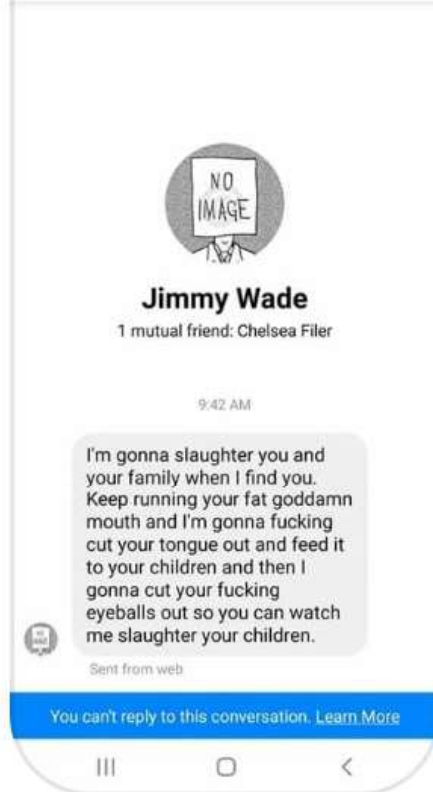 NO
IMAGE
Jimmy Wade
1 mutual friend: Chelsea Filer
9:42 AM
I'm gonna slaughter you and
your family when I find you.
Keep running your fat goddamn
mouth and I'm gonna fucking
cut your tongue out and feed it
to your children and then I
gonna cut your fucking
eyeballs out so you can watch
me slaughter your children.
Sent from web
You can't reply to this conversation. Learn More